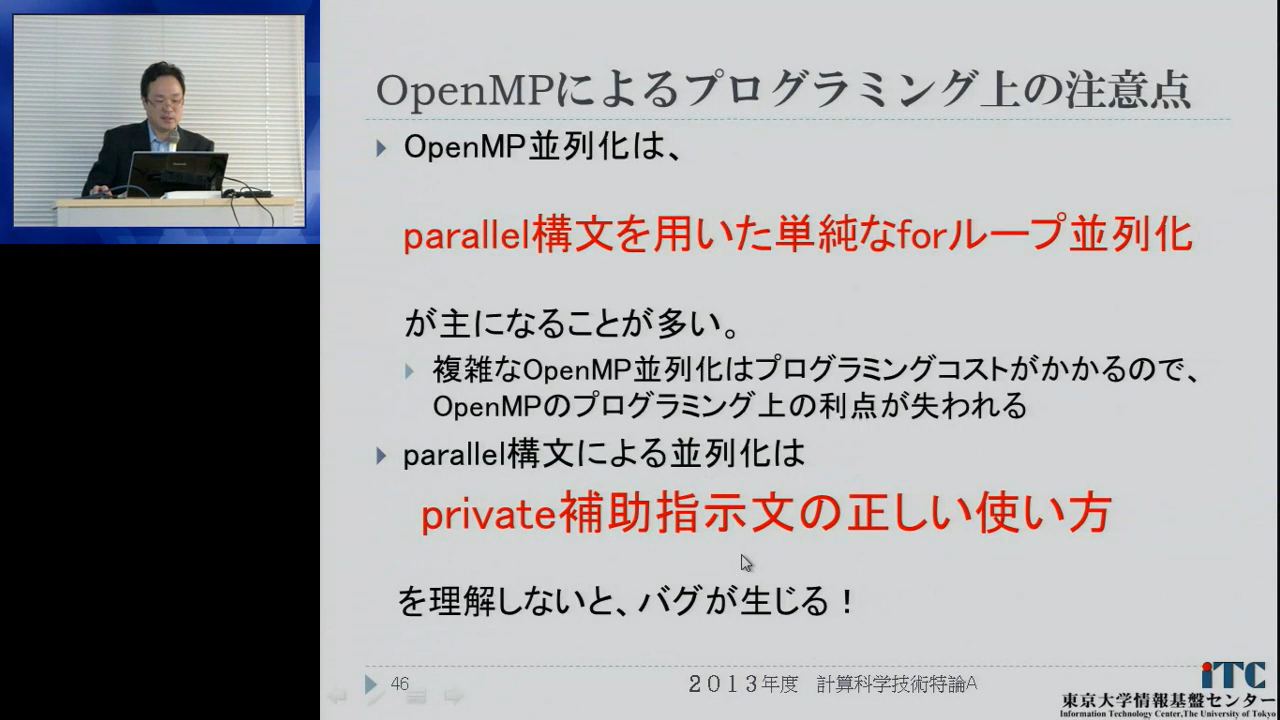 OpenMPによるプログラミング上の注意点
OpenMP並列化は、
parallel構文を用いた単純なforループ並列化
が主になることが多い。
複雑なOpenMP並列化はプログラミングコストがかかるので、
OpenMPのプログラミング上の利点が失われる
parallel構文による並列化は
private補助指示文の正しい使い方
を理解しないと、バグが生じる！
46
２０１３年度　計算科学技術特論A
iTC
東京大学情報基盤センター
Information Technology Center,The University of Tokyo